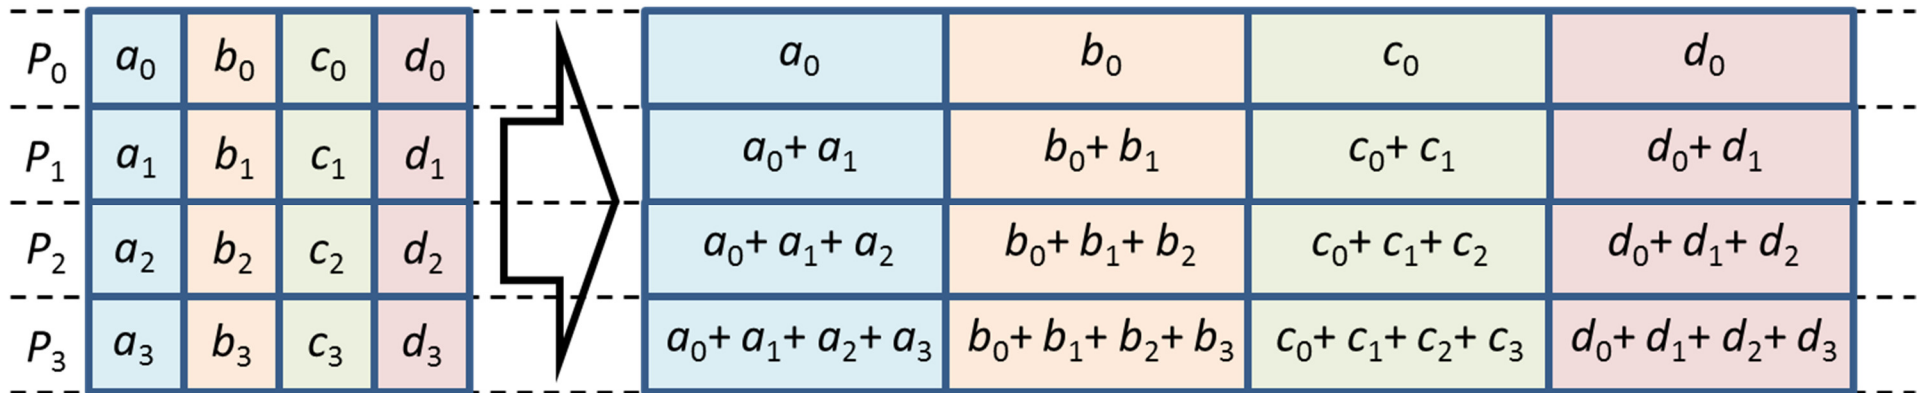 P₀ a₀ b₀ c₀ d₀ a₀ b₀ c₀ d₀
P₁ a₁ b₁ c₁ d₁ a₀+ a₁ b₀+ b₁ c₀+ c₁ d₀+ d₁
P₂ a₂ b₂ c₂ d₂ a₀+ a₁+ a₂ b₀+ b₁+ b₂ c₀+ c₁+ c₂ d₀+ d₁+ d₂
P₃ a₃ b₃ c₃ d₃ a₀+ a₁+ a₂+ a₃ b₀+ b₁+ b₂+ b₃ c₀+ c₁+ c₂+ c₃ d₀+ d₁+ d₂+ d₃